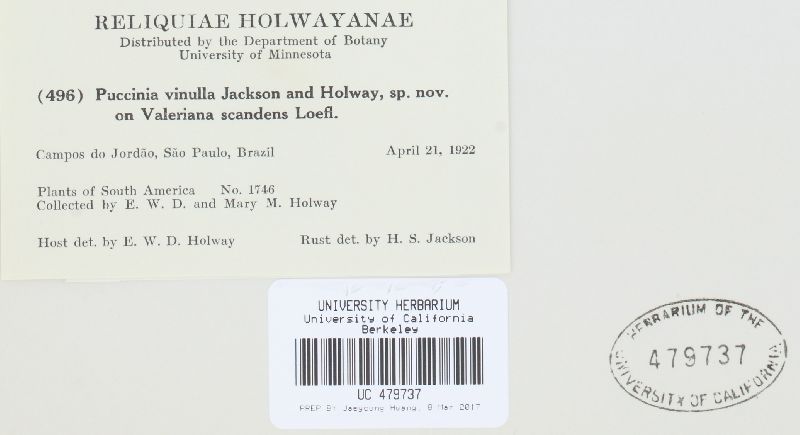 RELIQUIAE HOLWAYANAE
Distributed by the Department of Botany
University of Minnesota
(496) Puccinia vinulla Jackson and Holway, sp. nov.
on Valeriana scandens Loefl.
Campos do Jordão, São Paulo, Brazil April 21, 1922
Plants of South America No. 1746
Collected by E. W. D. and Mary M. Holway
Host det. by E. W. D. Holway Rust det. by H. S. Jackson
UNIVERSITY HERBARIUM
University of California
Berkeley
UC 479737
PREP BY Jaeyoung Huang, 8 Mar 2017
HERBARIUM OF THE
479737
UNIVERSITY OF CALIFORNIA